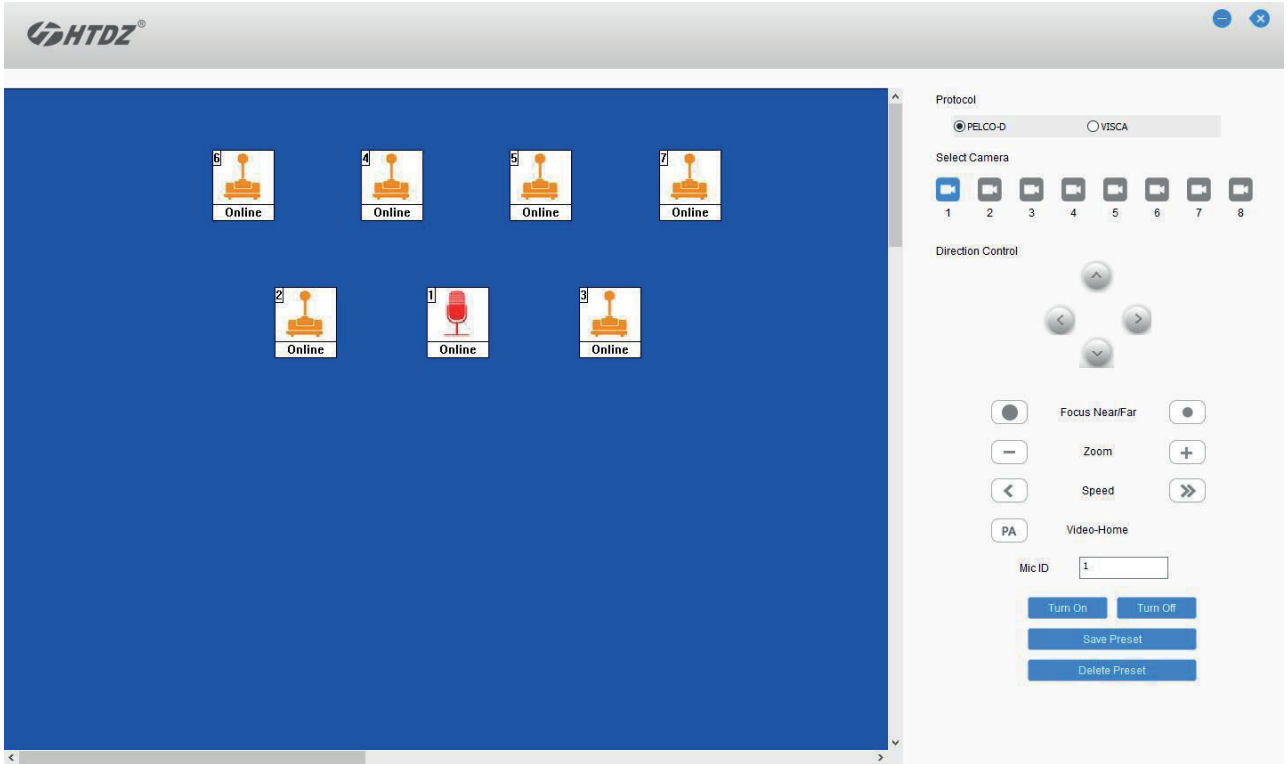 HTDZ®
Protocol
PELCO-D VISCA
Select Camera
1 2 3 4 5 6 7 8
Direction Control
6 4 5 7
Online Online Online Online
2 1 3
Online Online Online
Focus Near/Far
Zoom
Speed
PA Video-Home
Mic ID 1
Turn On Turn Off
Save Preset
Delete Preset